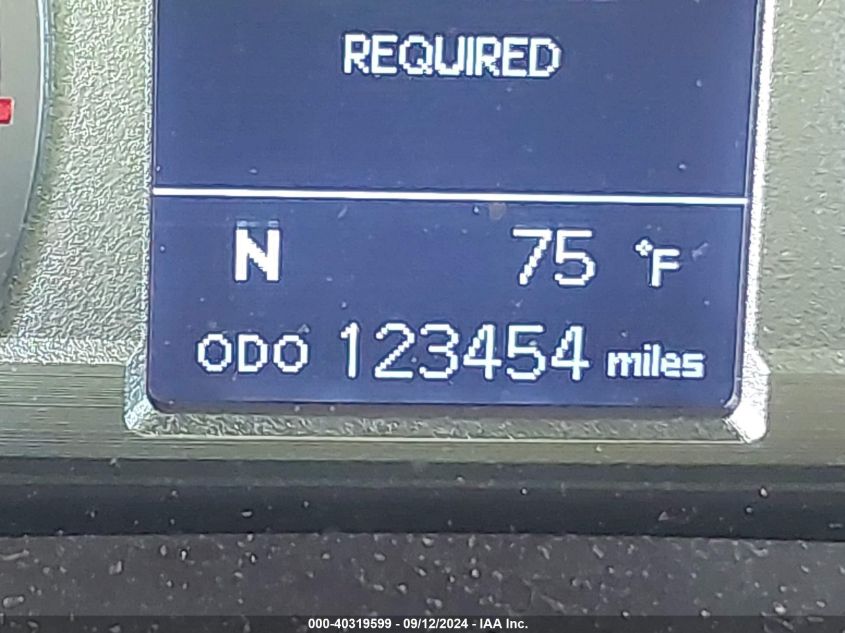 REQUIRED
N 75 °F
ODO 123454 miles
000-40319599 - 09/12/2024 - IAA Inc.